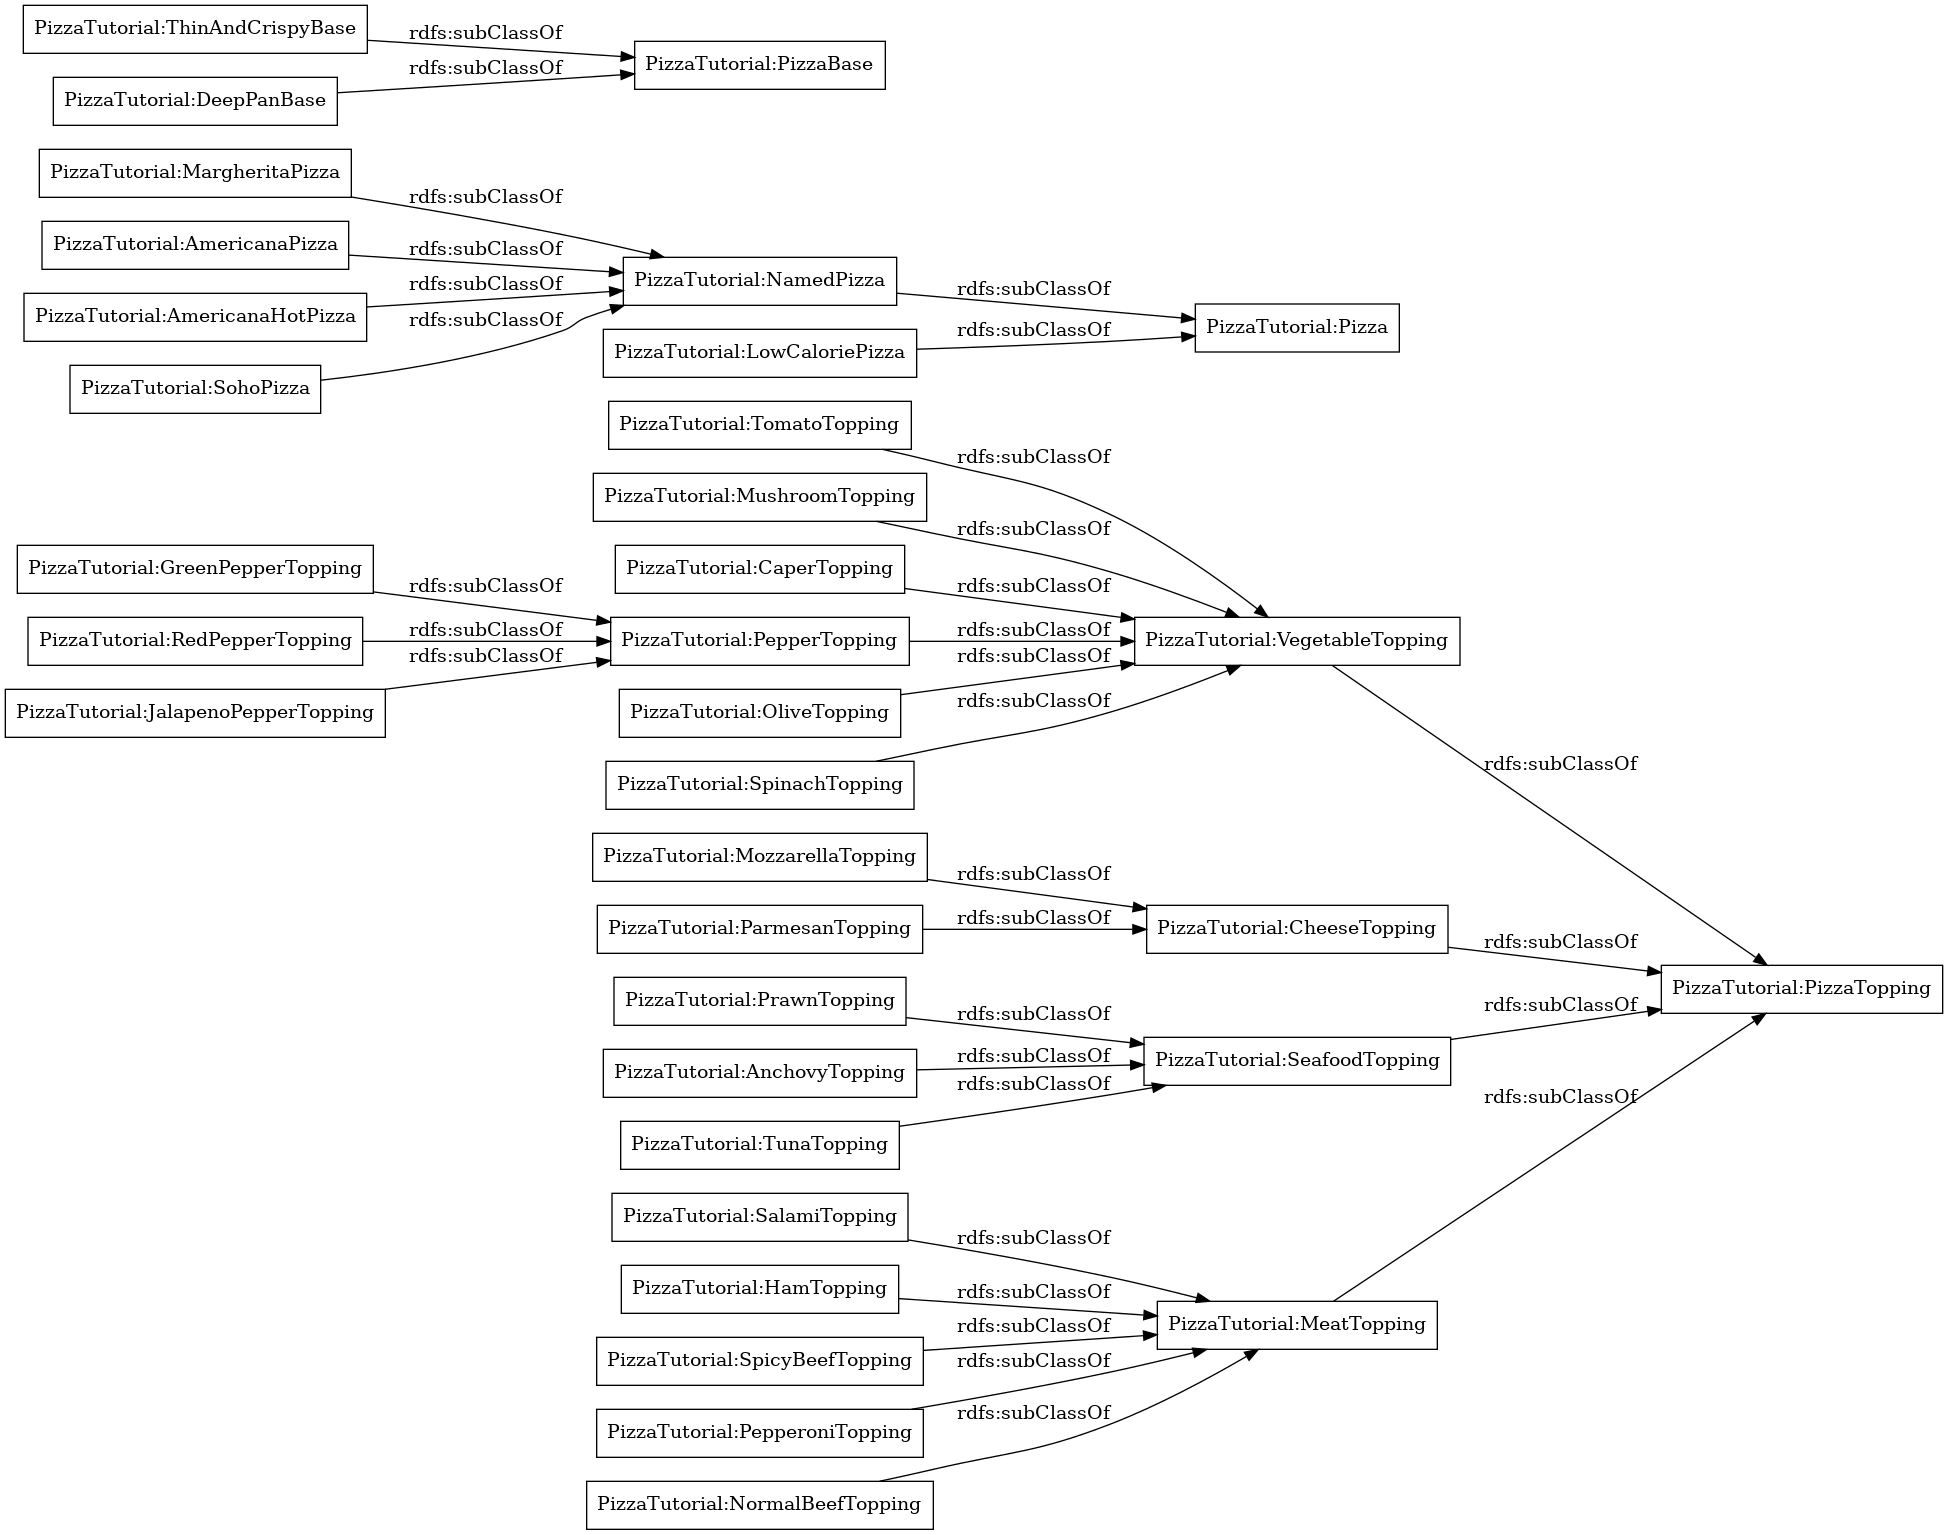 PizzaTutorial:ThinAndCrispyBase
rdfs:subClassOf
PizzaTutorial:PizzaBase
rdfs:subClassOf
PizzaTutorial:DeepPanBase
PizzaTutorial:MargheritaPizza
rdfs:subClassOf
PizzaTutorial:AmericanaPizza
rdfs:subClassOf
PizzaTutorial:NamedPizza
rdfs:subClassOf
rdfs:subClassOf
PizzaTutorial:AmericanaHotPizza
rdfs:subClassOf
PizzaTutorial:Pizza
rdfs:subClassOf
PizzaTutorial:LowCaloriePizza
PizzaTutorial:SohoPizza
PizzaTutorial:TomatoTopping
rdfs:subClassOf
PizzaTutorial:MushroomTopping
rdfs:subClassOf
PizzaTutorial:GreenPepperTopping
rdfs:subClassOf
PizzaTutorial:CaperTopping
rdfs:subClassOf
PizzaTutorial:RedPepperTopping
rdfs:subClassOf
PizzaTutorial:PepperTopping
rdfs:subClassOf
PizzaTutorial:VegetableTopping
rdfs:subClassOf
rdfs:subClassOf
PizzaTutorial:JalapenoPepperTopping
PizzaTutorial:OliveTopping
rdfs:subClassOf
rdfs:subClassOf
PizzaTutorial:SpinachTopping
PizzaTutorial:MozzarellaTopping
rdfs:subClassOf
PizzaTutorial:ParmesanTopping
rdfs:subClassOf
PizzaTutorial:CheeseTopping
rdfs:subClassOf
PizzaTutorial:PizzaTopping
PizzaTutorial:PrawnTopping
rdfs:subClassOf
rdfs:subClassOf
PizzaTutorial:AnchovyTopping
rdfs:subClassOf
PizzaTutorial:SeafoodTopping
rdfs:subClassOf
rdfs:subClassOf
PizzaTutorial:TunaTopping
PizzaTutorial:SalamiTopping
rdfs:subClassOf
PizzaTutorial:HamTopping
rdfs:subClassOf
PizzaTutorial:MeatTopping
rdfs:subClassOf
PizzaTutorial:SpicyBeefTopping
rdfs:subClassOf
PizzaTutorial:PepperoniTopping
rdfs:subClassOf
PizzaTutorial:NormalBeefTopping